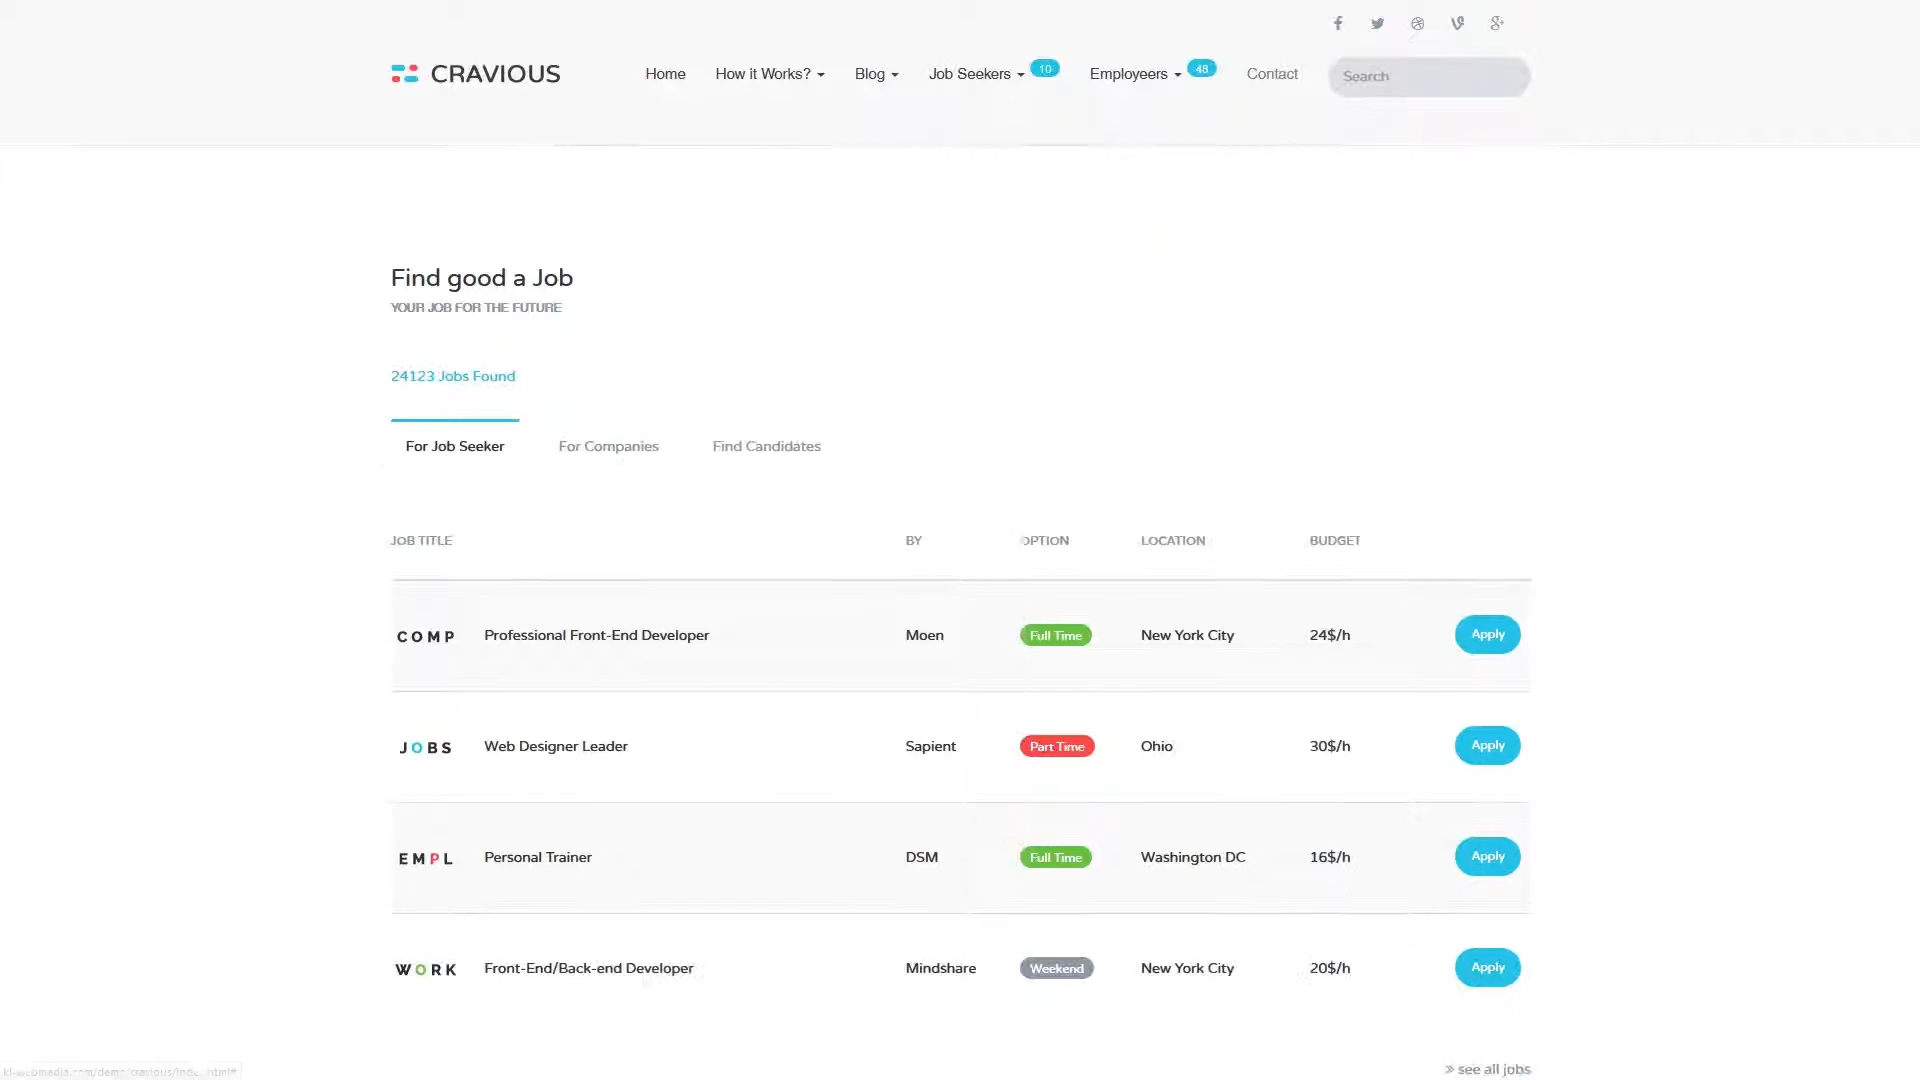 CRAVIOUS
Home How it Works? Blog Job Seekers 10 Employeers 48 Contact Search
Find good a Job
YOUR JOB FOR THE FUTURE
24123 Jobs Found
For Job Seeker For Companies Find Candidates
JOB TITLE BY OPTION LOCATION BUDGET
COMP Professional Front-End Developer Moen Full Time New York City 24$/h Apply
JOBS Web Designer Leader Sapient Part Time Ohio 30$/h Apply
EMPL Personal Trainer DSM Full Time Washington DC 16$/h Apply
WORK Front-End/Back-end Developer Mindshare Weekend New York City 20$/h Apply
» see all jobs